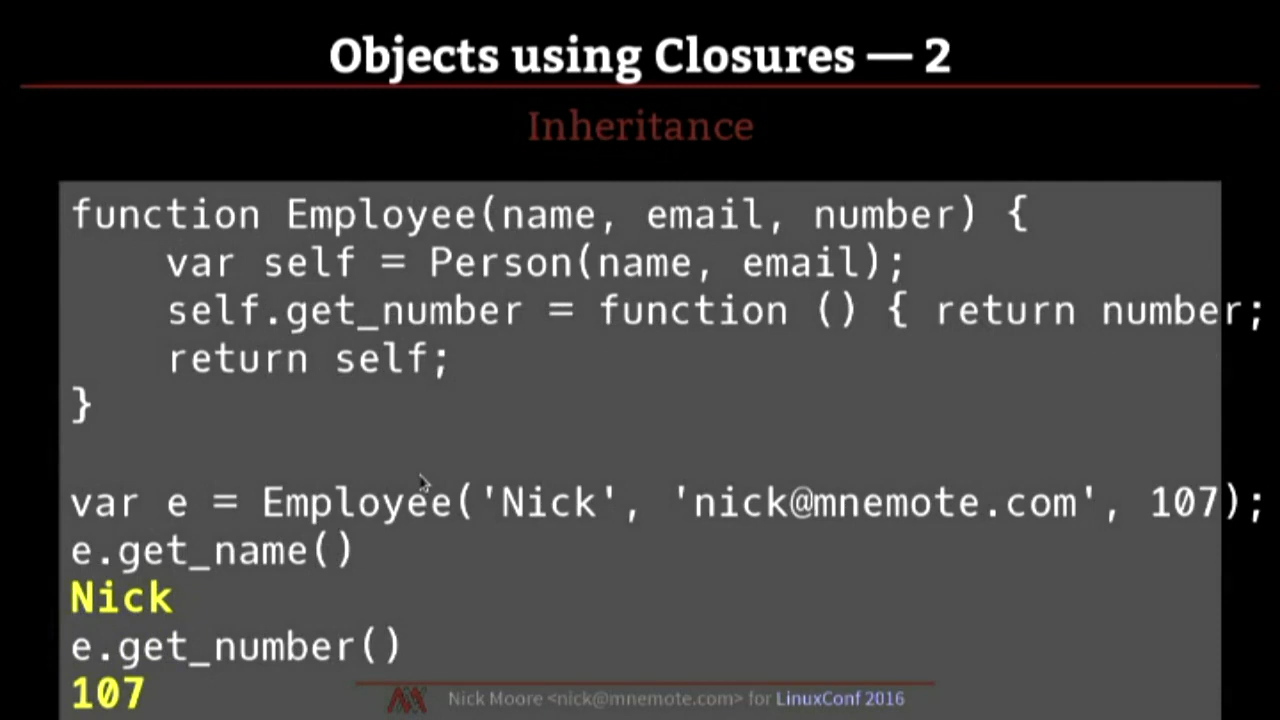 Objects using Closures — 2
Inheritance
function Employee(name, email, number) {
    var self = Person(name, email);
    self.get_number = function () { return number;
    return self;
}
var e = Employee('Nick', 'nick@mnemote.com', 107);
e.get_name()
Nick
e.get_number()
107
Nick Moore <nick@mnemote.com> for LinuxConf 2016